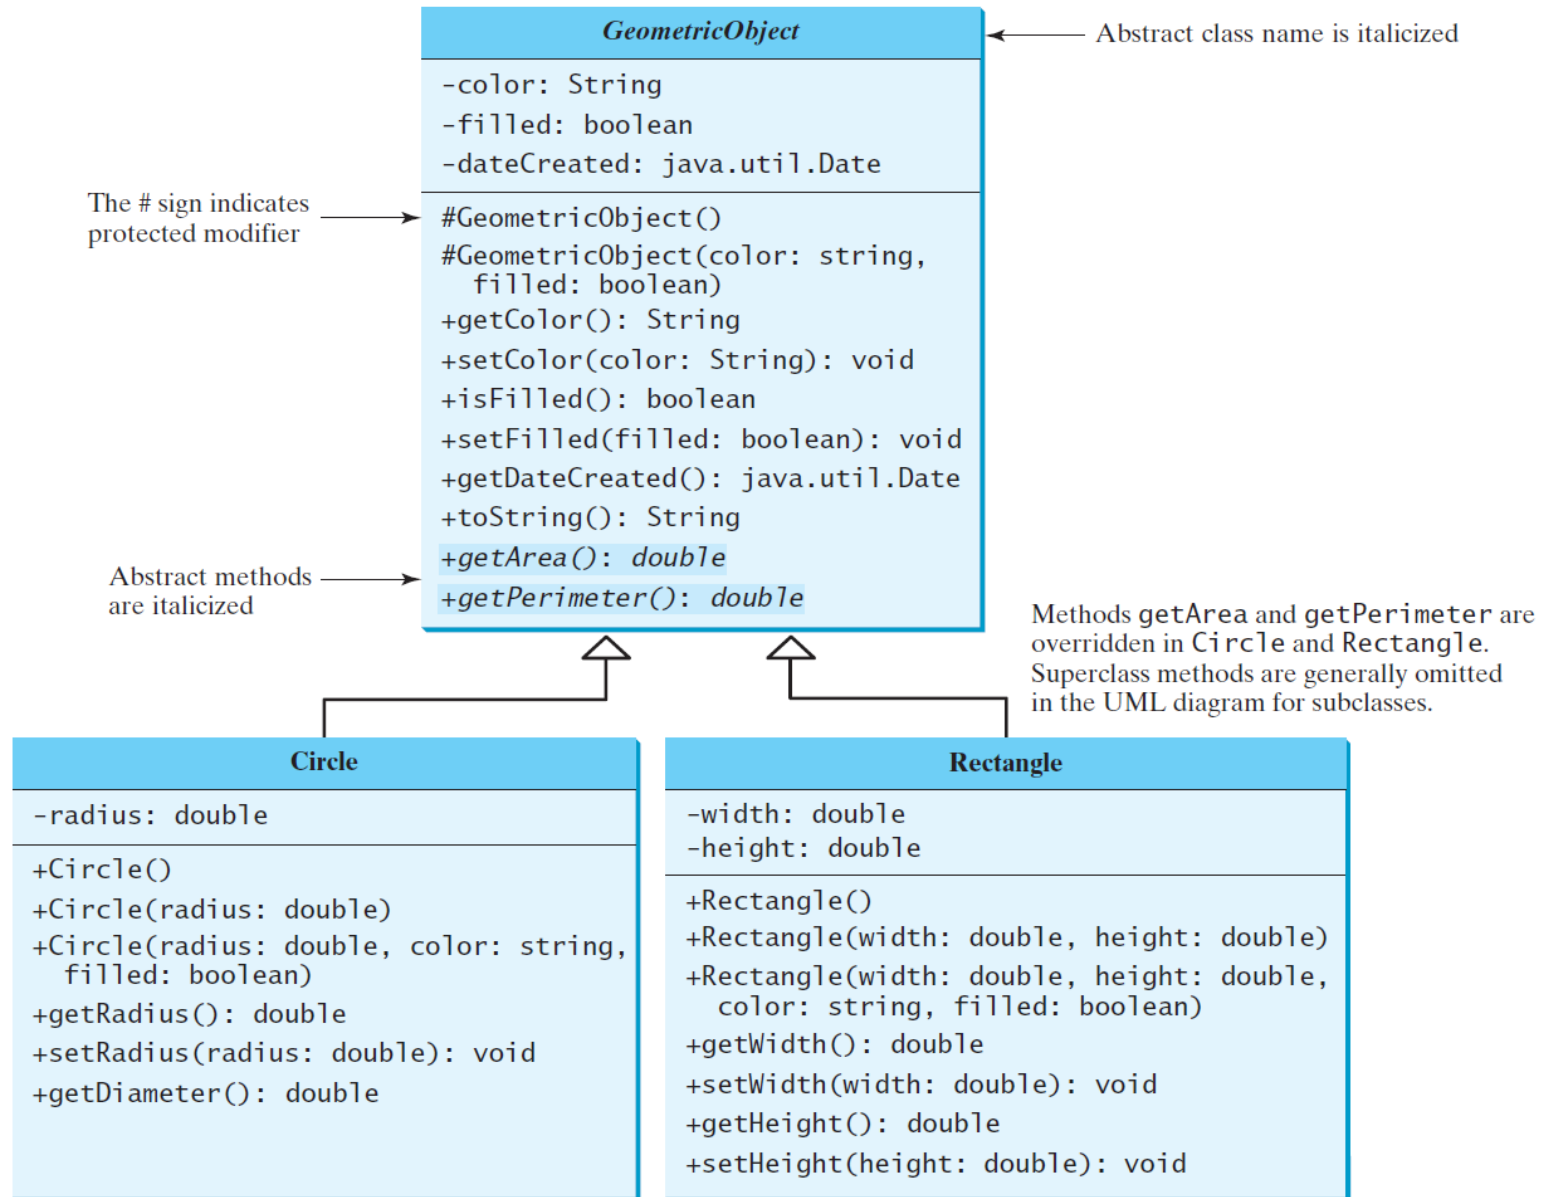 GeometricObject
Abstract class name is italicized
-color: String
-filled: boolean
-dateCreated: java.util.Date
The # sign indicates
protected modifier
#GeometricObject()
#GeometricObject(color: string,
filled: boolean)
+getColor(): String
+setColor(color: String): void
+isFilled(): boolean
+setFilled(filled: boolean): void
+getDateCreated(): java.util.Date
+toString(): String
+getArea(): double
+getPerimeter(): double
Abstract methods
are italicized
Methods getArea and getPerimeter are
overridden in Circle and Rectangle.
Superclass methods are generally omitted
in the UML diagram for subclasses.
Circle
-radius: double
+Circle()
+Circle(radius: double)
+Circle(radius: double, color: string,
filled: boolean)
+getRadius(): double
+setRadius(radius: double): void
+getDiameter(): double
Rectangle
-width: double
-height: double
+Rectangle()
+Rectangle(width: double, height: double)
+Rectangle(width: double, height: double,
color: string, filled: boolean)
+getWidth(): double
+setWidth(width: double): void
+getHeight(): double
+setHeight(height: double): void